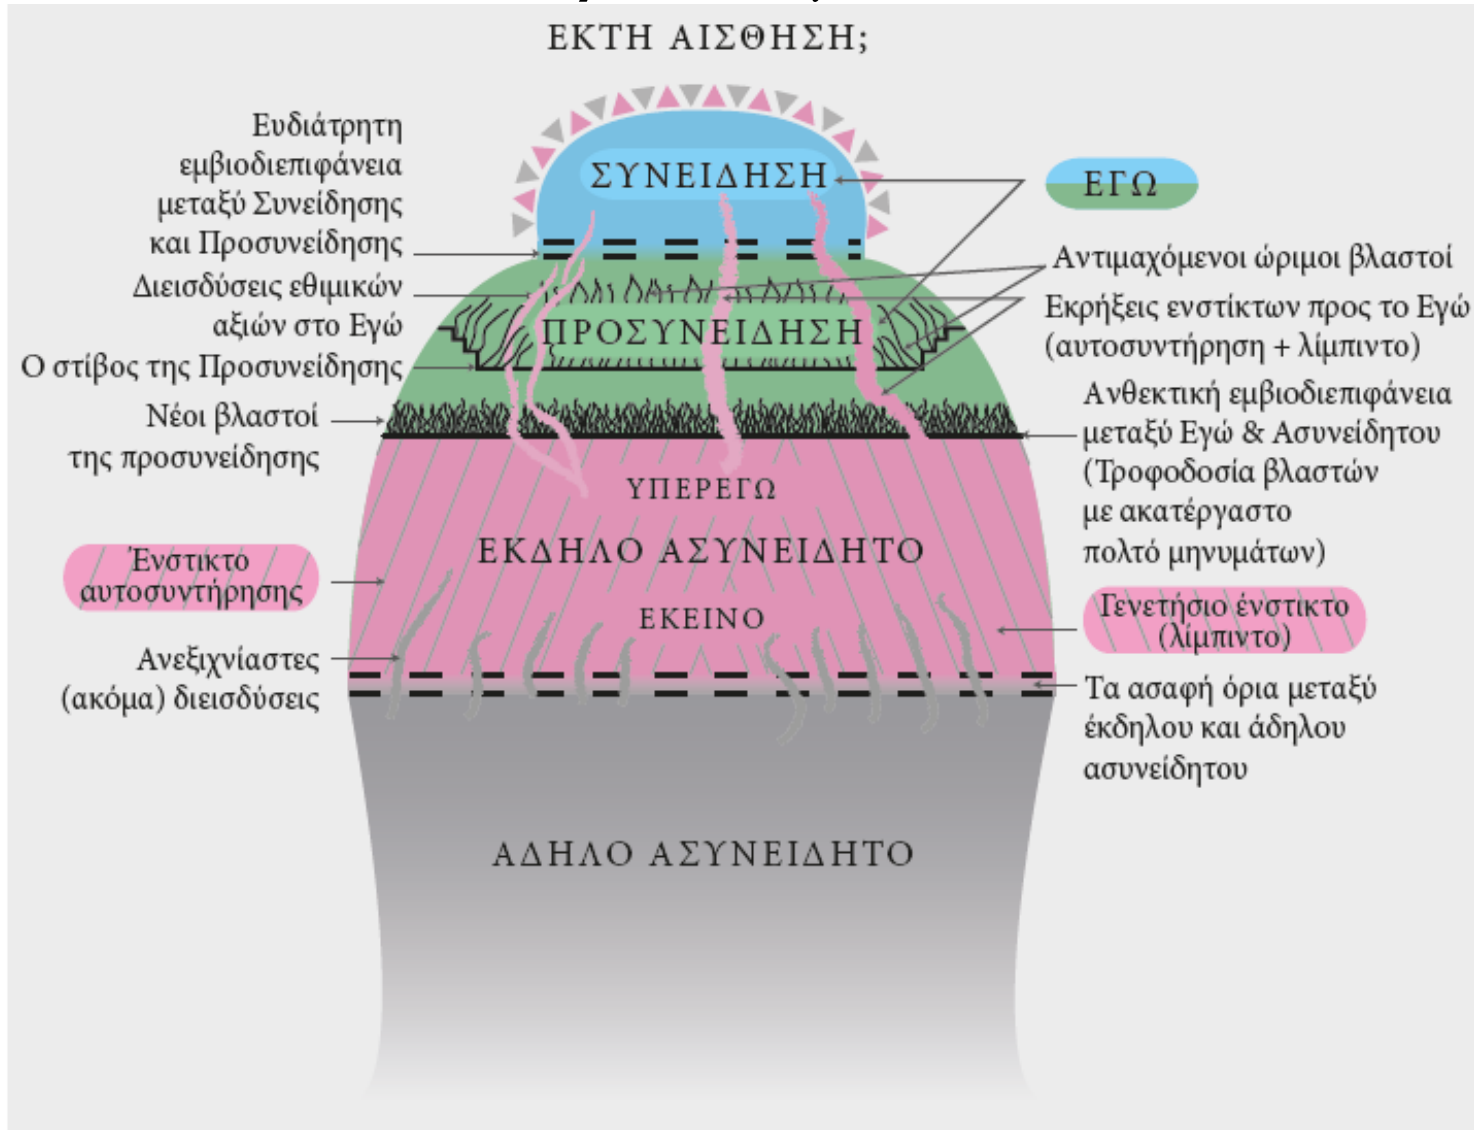 ΕΚΤΗ ΑΙΣΘΗΣΗ;
Ευδιάτρητη
εμβιοδιεπιφάνεια
μεταξύ Συνείδησης
και Προσυνείδησης
Διεισδύσεις εθιμικών
αξιών στο Εγώ
Ο στίβος της Προσυνείδησης
Νέοι βλαστοί
της προσυνείδησης
Ένστικτο
αυτοσυντήρησης
Ανεξιχνίαστες
(ακόμα) διεισδύσεις
ΣΥΝΕΙΔΗΣΗ
ΠΡΟΣΥΝΕΙΔΗΣΗ
ΥΠΕΡΕΓΩ
ΕΚΔΗΛΟ ΑΣΥΝΕΙΔΗΤΟ
ΕΚΕΙΝΟ
ΑΔΗΛΟ ΑΣΥΝΕΙΔΗΤΟ
ΕΓΩ
Αντιμαχόμενοι ώριμοι βλαστοί
Εκρήξεις ενστίκτων προς το Εγώ
(αυτοσυντήρηση + λίμπιντο)
Ανθεκτική εμβιοδιεπιφάνεια
μεταξύ Εγώ & Ασυνείδητου
(Τροφοδοσία βλαστών
με ακατέργαστο
πολτό μηνυμάτων)
Γενετήσιο ένστικτο
(λίμπιντο)
Τα ασαφή όρια μεταξύ
έκδηλου και άδηλου
ασυνείδητου